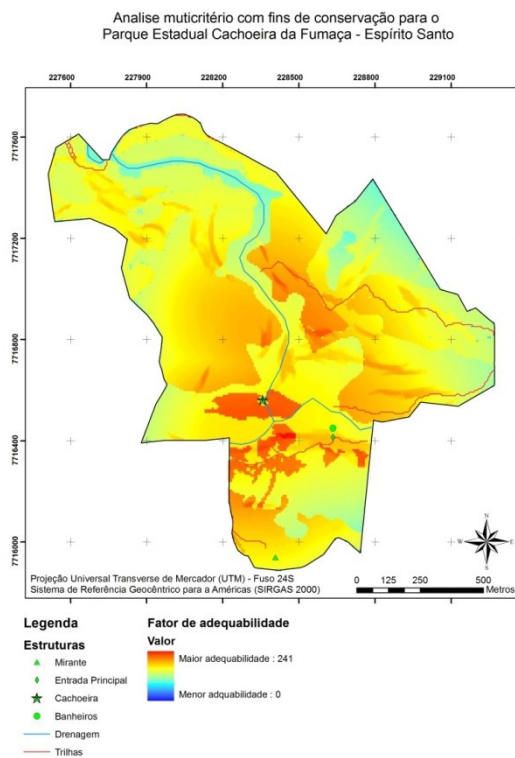 Analise muticritério com fins de conservação para o
Parque Estadual Cachoeira da Fumaça - Espírito Santo
227600 227900 228200 228500 228800 229100
7717600
7717200
7716800
7716400
7716000
N
W E
S
Projeção Universal Transverse de Mercador (UTM) - Fuso 24S
Sistema de Referência Geocêntrico para a Américas (SIRGAS 2000)
0 125 250 500
Metros
Legenda
Estruturas
Mirante
Entrada Principal
Cachoeira
Banheiros
Drenagem
Trilhas
Fator de adequabilidade
Valor
Maior adequabilidade : 241
Menor adquabilidade : 0